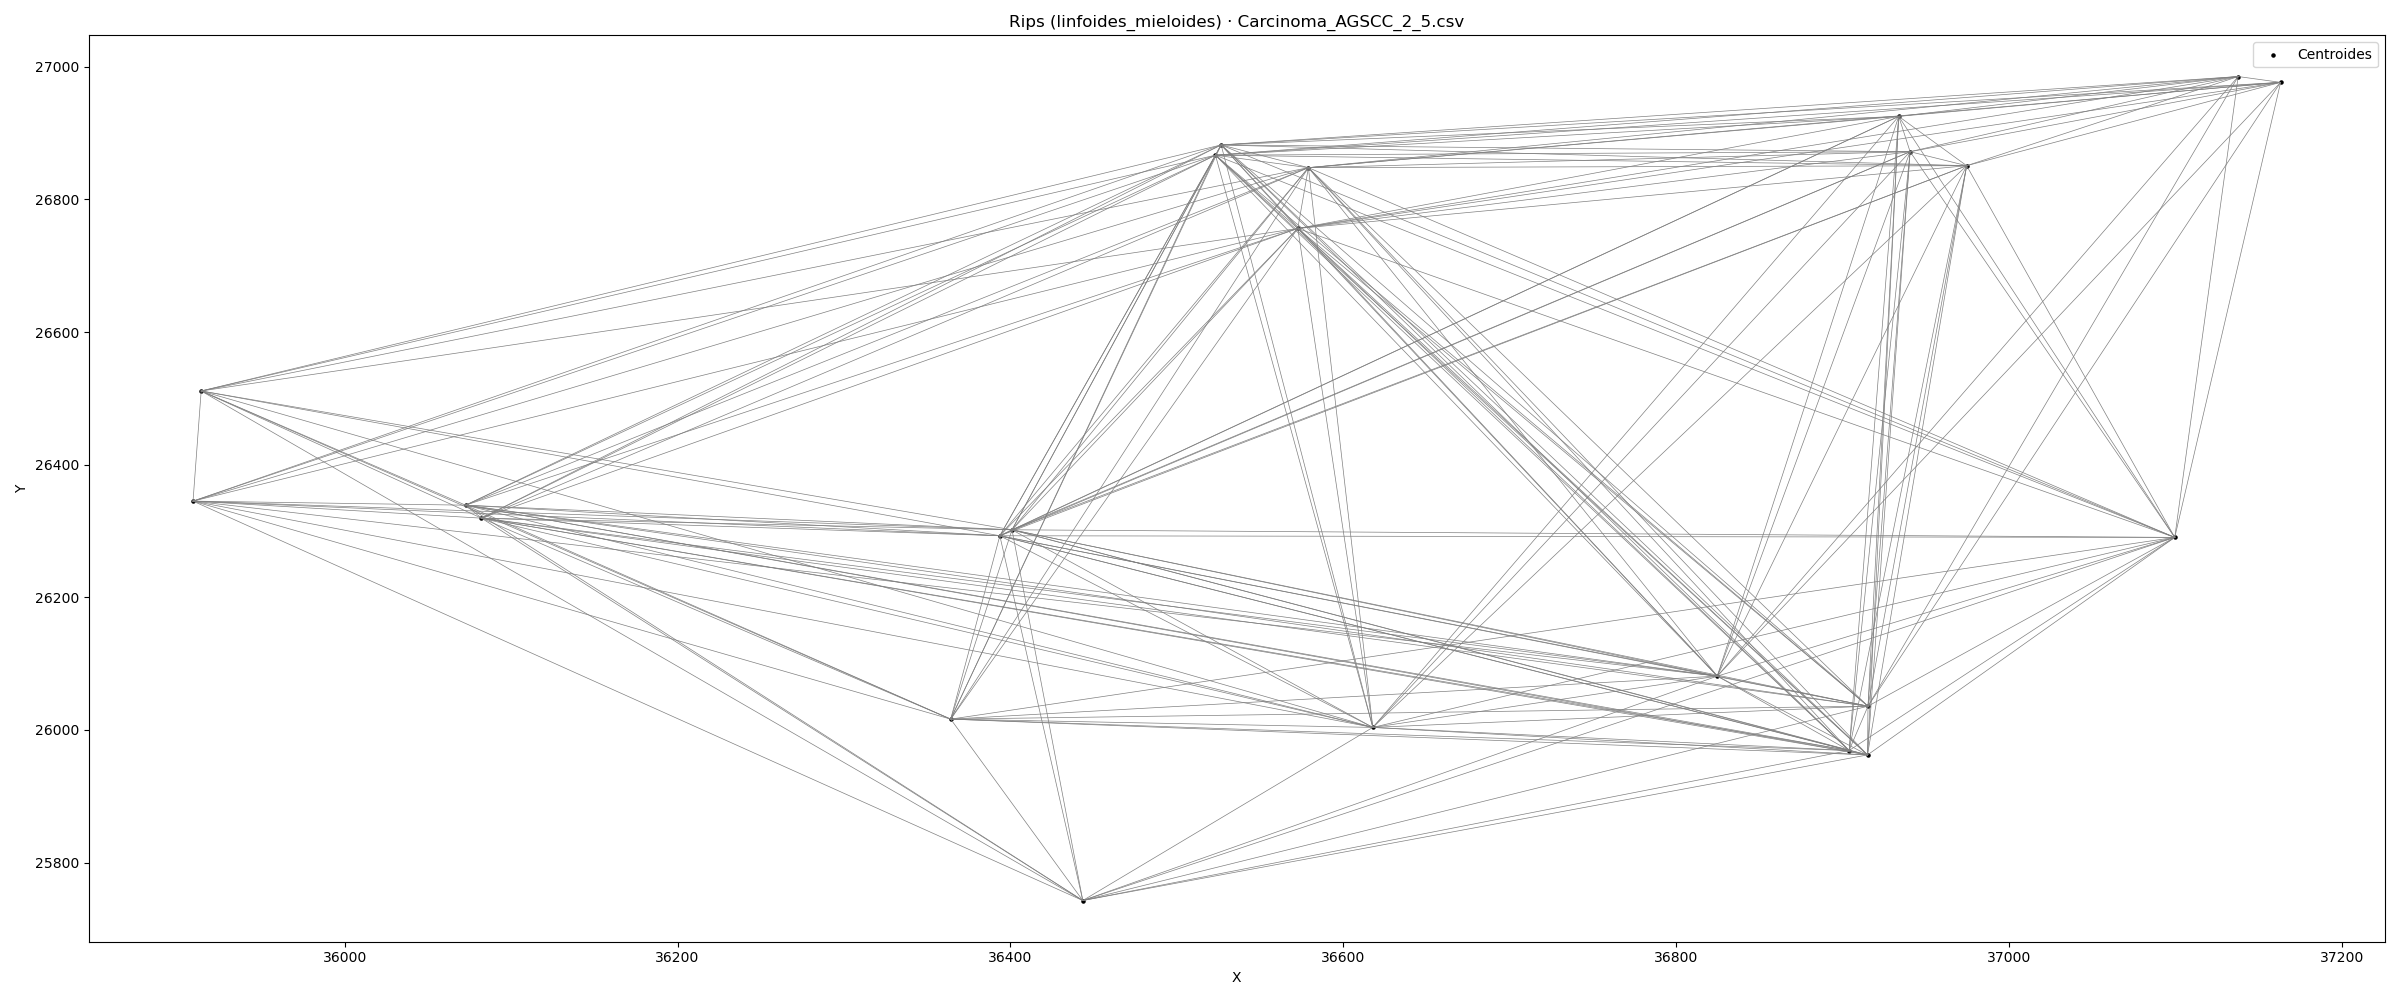 Rips (linfoides_mieloides) · Carcinoma_AGSCC_2_5.csv
Centroides
27000
26800
26600
26400
26200
26000
25800
Y
36000 36200 36400 36600 36800 37000 37200
X